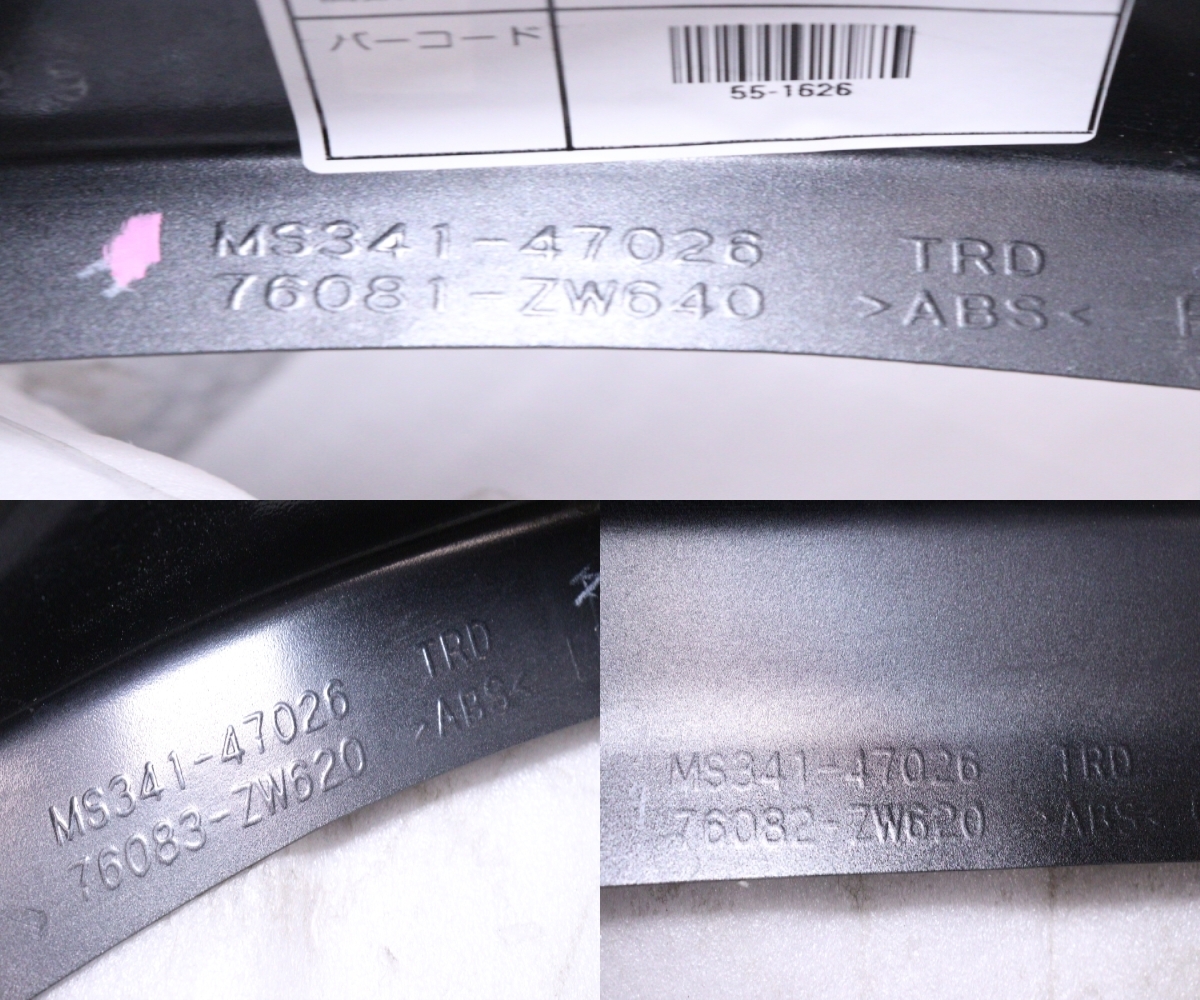 バーコード
55-1626
MS341-47026 TRD
76081-ZW640 >ABS<
MS341-47026 TRD
76083-ZW620 >ABS<
MS341-47026 TRD
76082-ZW620 >ABS<